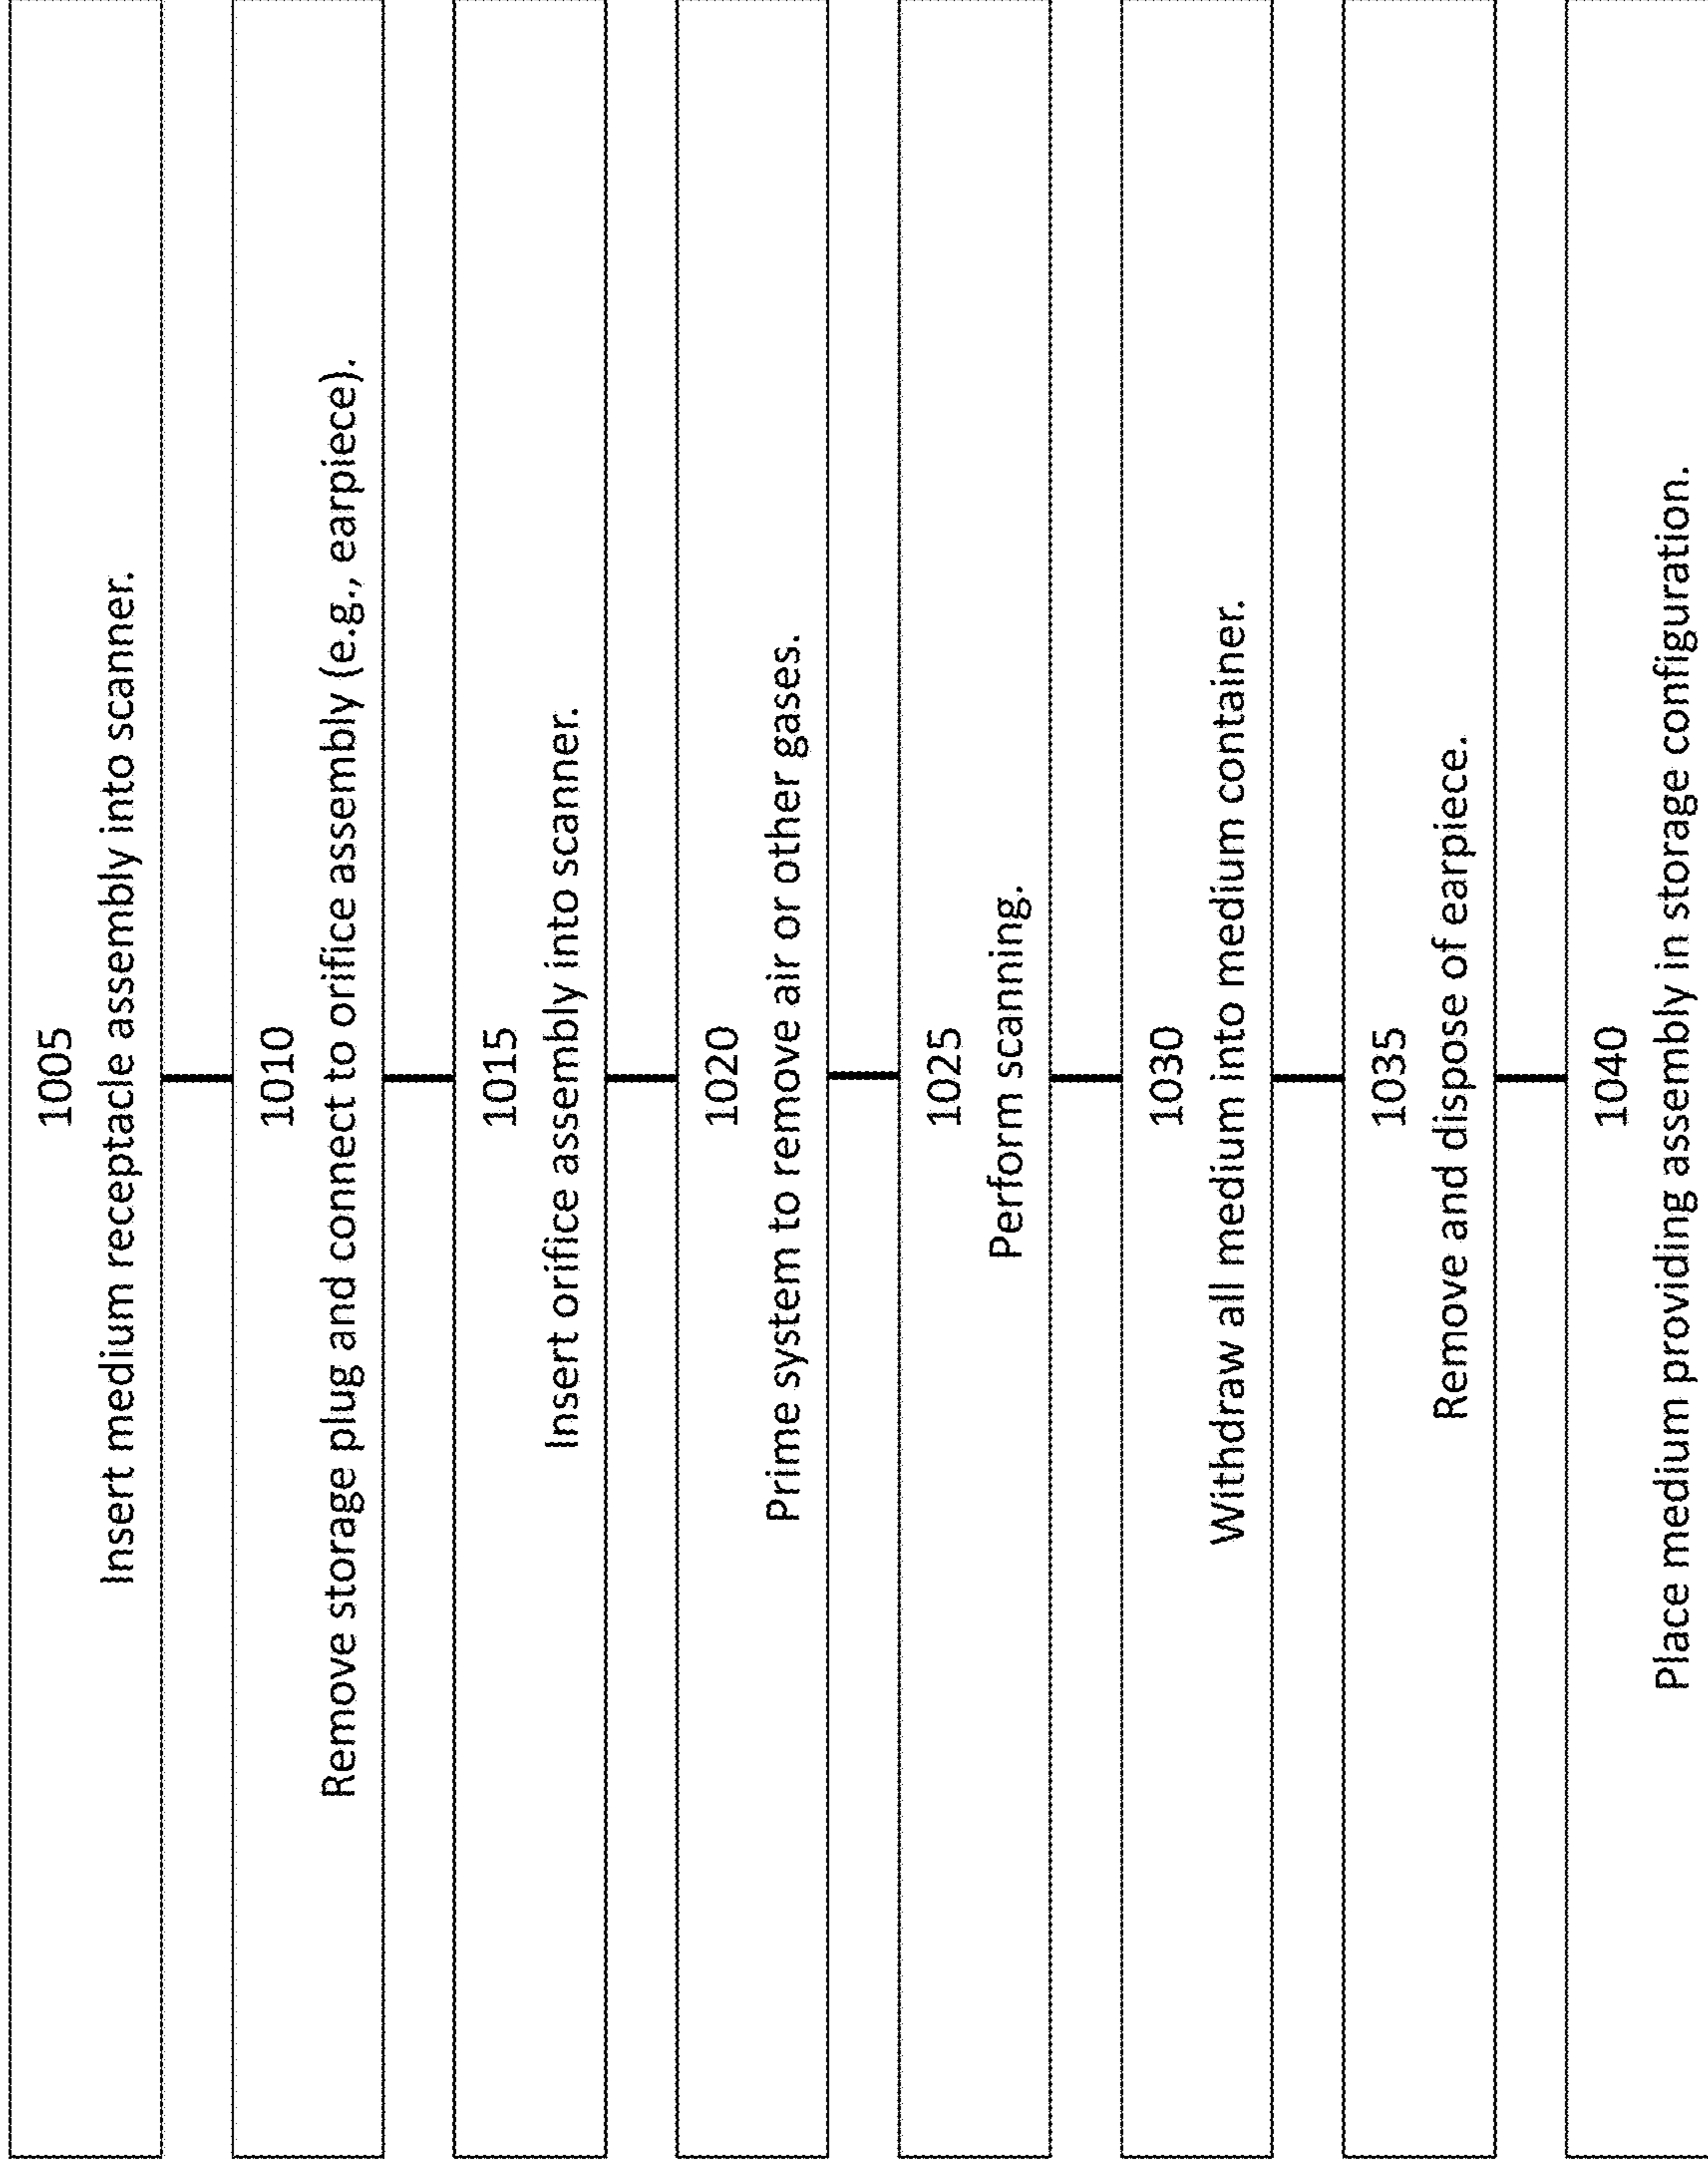 1005
Insert medium receptacle assembly into scanner.
1010
Remove storage plug and connect to orifice assembly (e.g., earpiece).
1015
Insert orifice assembly into scanner.
1020
Prime system to remove air or other gases.
1025
Perform scanning.
1030
Withdraw all medium into medium container.
1035
Remove and dispose of earpiece.
1040
Place medium providing assembly in storage configuration.